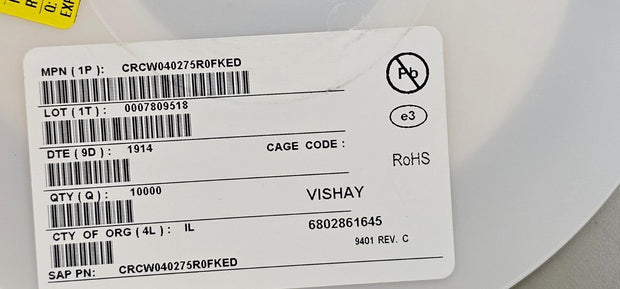 MPN ( 1P ): CRCW040275R0FKED
Pb
LOT ( 1T ): 0007809518
e3
DTE ( 9D ): 1914 CAGE CODE :
RoHS
QTY ( Q ): 10000 VISHAY
CTY OF ORG ( 4L ): IL 6802861645
9401 REV. C
SAP PN: CRCW040275R0FKED